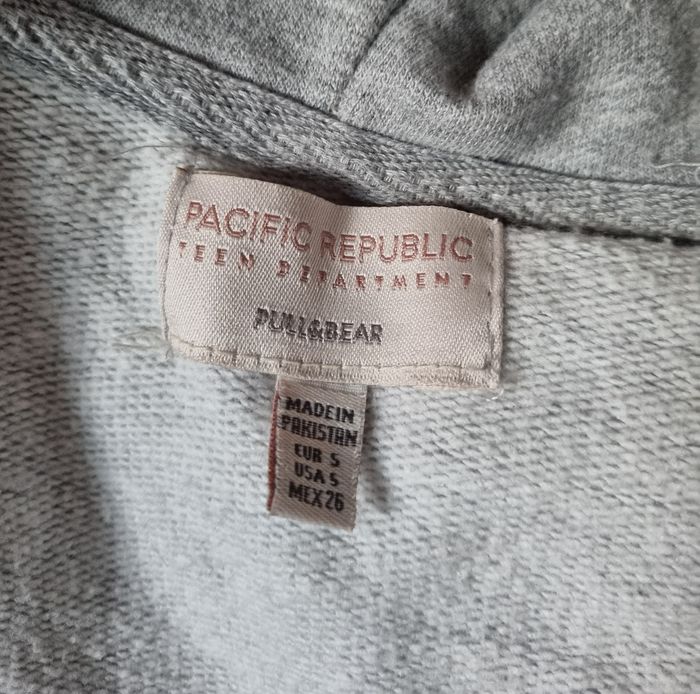 PACIFIC REPUBLIC
TEEN DEPARTMENT
PULL&BEAR
MADE IN
PAKISTAN
EUR S
USA S
MEX 26